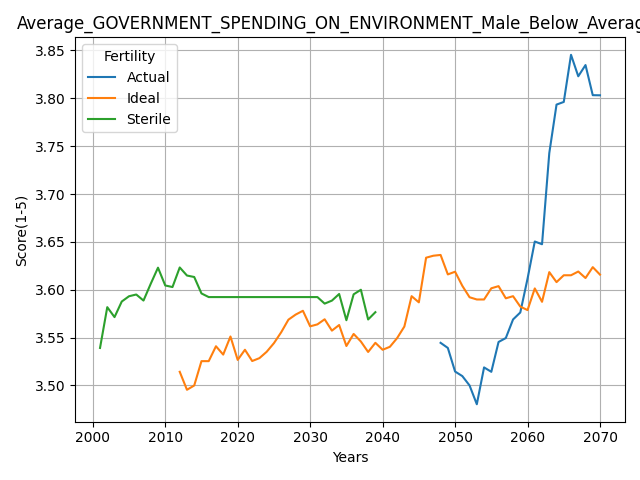 Average_GOVERNMENT_SPENDING_ON_ENVIRONMENT_Male_Below_Averag
Fertility
Actual
Ideal
Sterile
3.85
3.80
3.75
3.70
3.65
3.60
3.55
3.50
Score(1-5)
2000 2010 2020 2030 2040 2050 2060 2070
Years